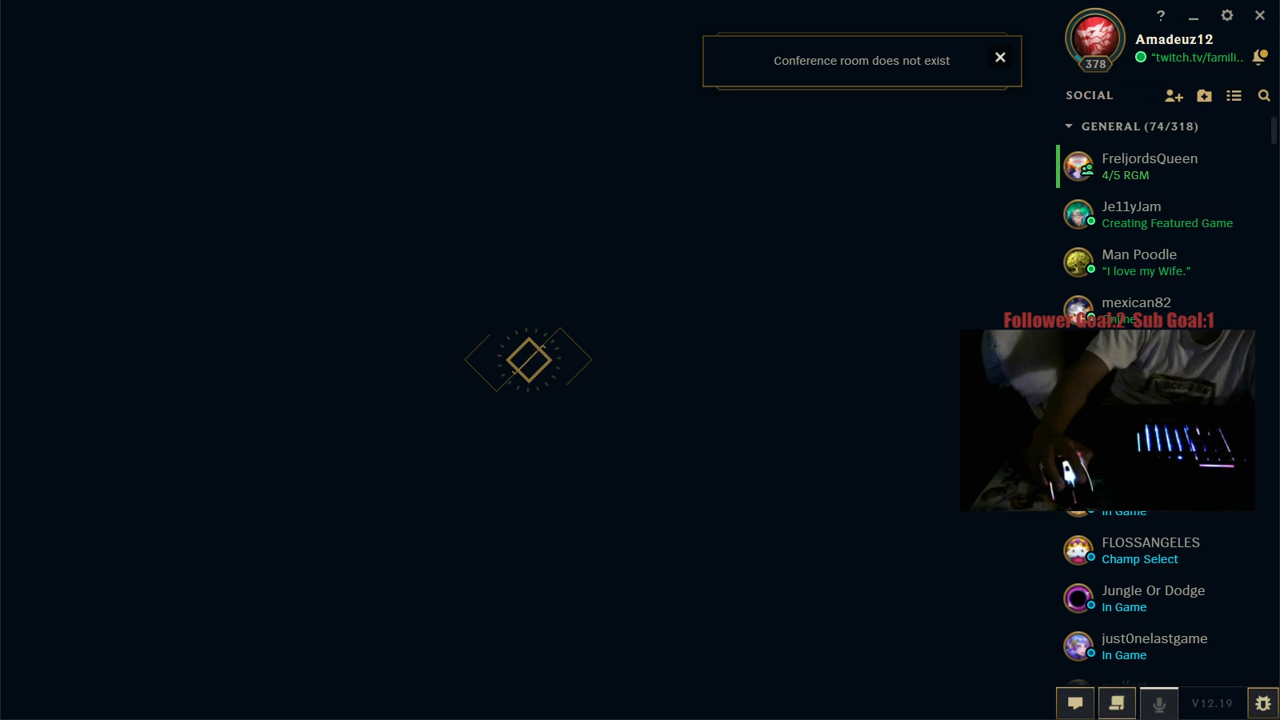 Conference room does not exist
?
378
Amadeuz12
"twitch.tv/famili..
SOCIAL
GENERAL (74/318)
FreljordsQueen
4/5 RGM
Je11yJam
Creating Featured Game
Man Poodle
"I love my Wife."
mexican82
Follower Goal:2 Sub Goal:1
In Game
FLOSSANGELES
Champ Select
Jungle Or Dodge
In Game
just0nelastgame
In Game
V12.19